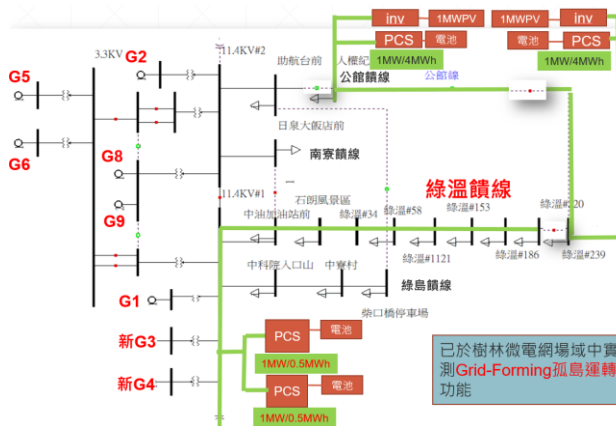 inv
1MWPV
1MWPV
inv
PCS
電池
電池
PCS
1MW/4MWh
1MW/4MWh
3.3KV
G2
11.4KV#2
助航台前
人權紀
公館饋線
公館線
G5
G6
日泉大飯店前
南寮饋線
G8
G9
11.4KV#1
中油加油站前
石朗風景區
綠溫#34
綠溫#58
綠溫饋線
綠溫#153
綠溫#220
綠溫#1121
綠溫#186
綠溫#239
中科院入口山
中寮村
綠島饋線
柴口橋停車場
G1
新G3
新G4
PCS
電池
1MW/0.5MWh
PCS
電池
1MW/0.5MWh
已於樹林微電網場域中實
測Grid-Forming孤島運轉
功能